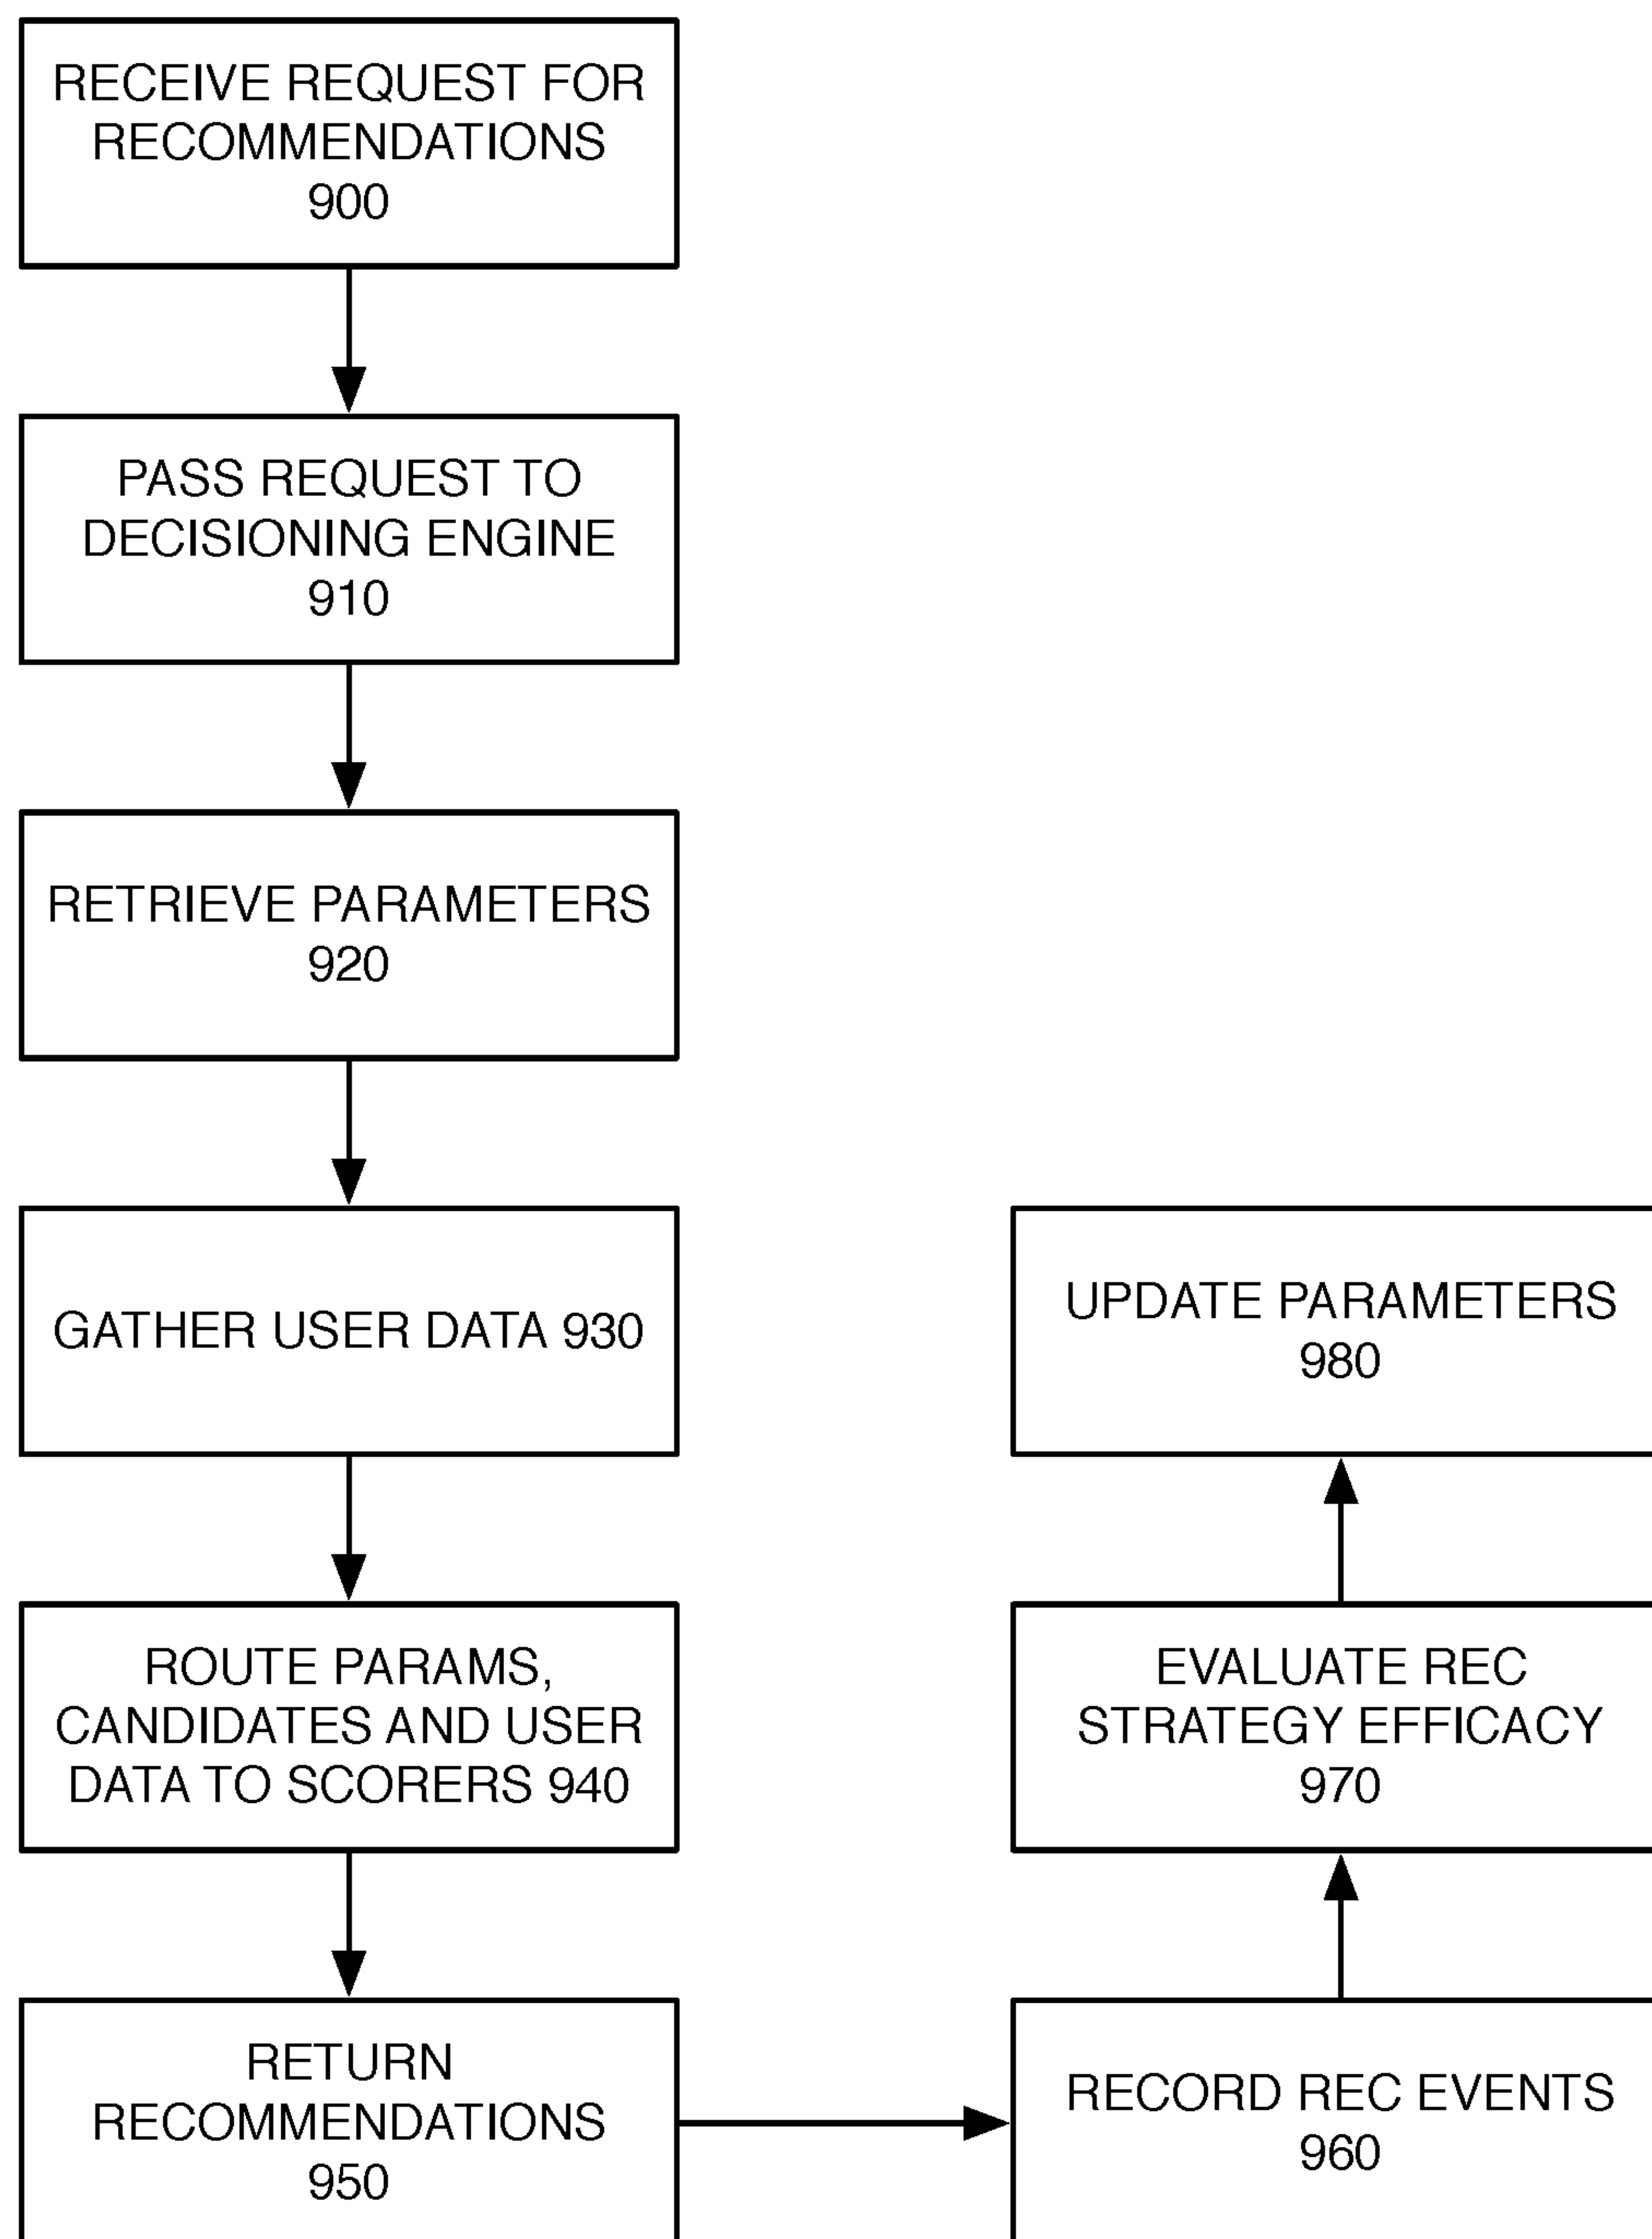 RECEIVE REQUEST FOR
RECOMMENDATIONS
900
PASS REQUEST TO
DECISIONING ENGINE
910
RETRIEVE PARAMETERS
920
GATHER USER DATA 930
ROUTE PARAMS,
CANDIDATES AND USER
DATA TO SCORERS 940
RETURN
RECOMMENDATIONS
950
RECORD REC EVENTS
960
EVALUATE REC
STRATEGY EFFICACY
970
UPDATE PARAMETERS
980